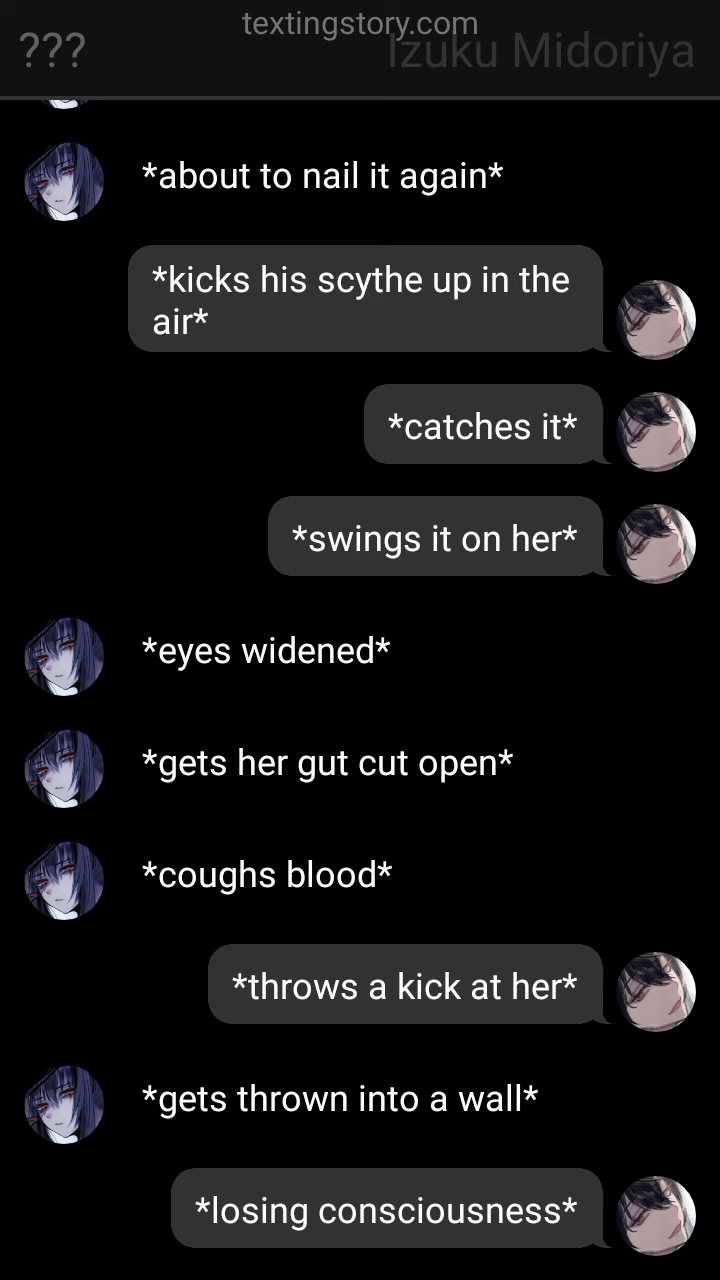 textingstory.com
???
Izuku Midoriya
*about to nail it again*
*kicks his scythe up in the
air*
*catches it*
*swings it on her*
*eyes widened*
*gets her gut cut open*
*coughs blood*
*throws a kick at her*
*gets thrown into a wall*
*losing consciousness*